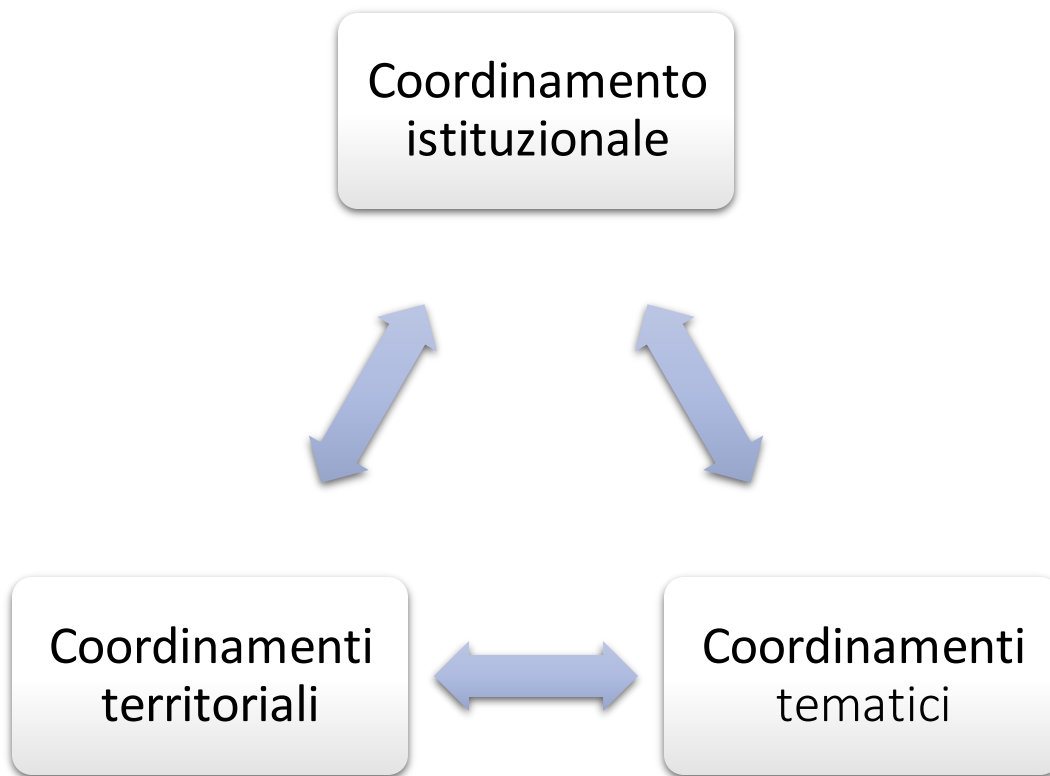 Coordinamento
istituzionale
Coordinamenti
territoriali
Coordinamenti
tematici